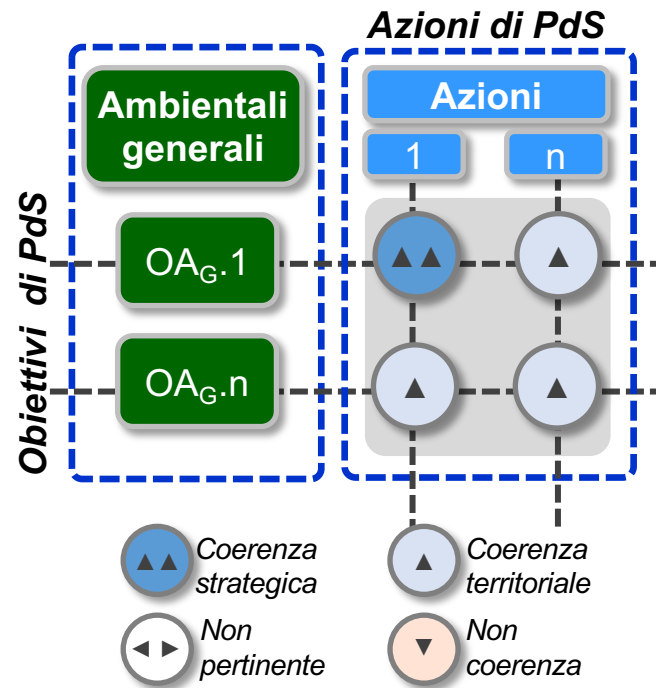 Azioni di PdS
Ambientali
generali
Azioni
1
n
Obiettivi di PdS
OAG.1
OAG.n
Coerenza
strategica
Coerenza
territoriale
Non
pertinente
Non
coerenza